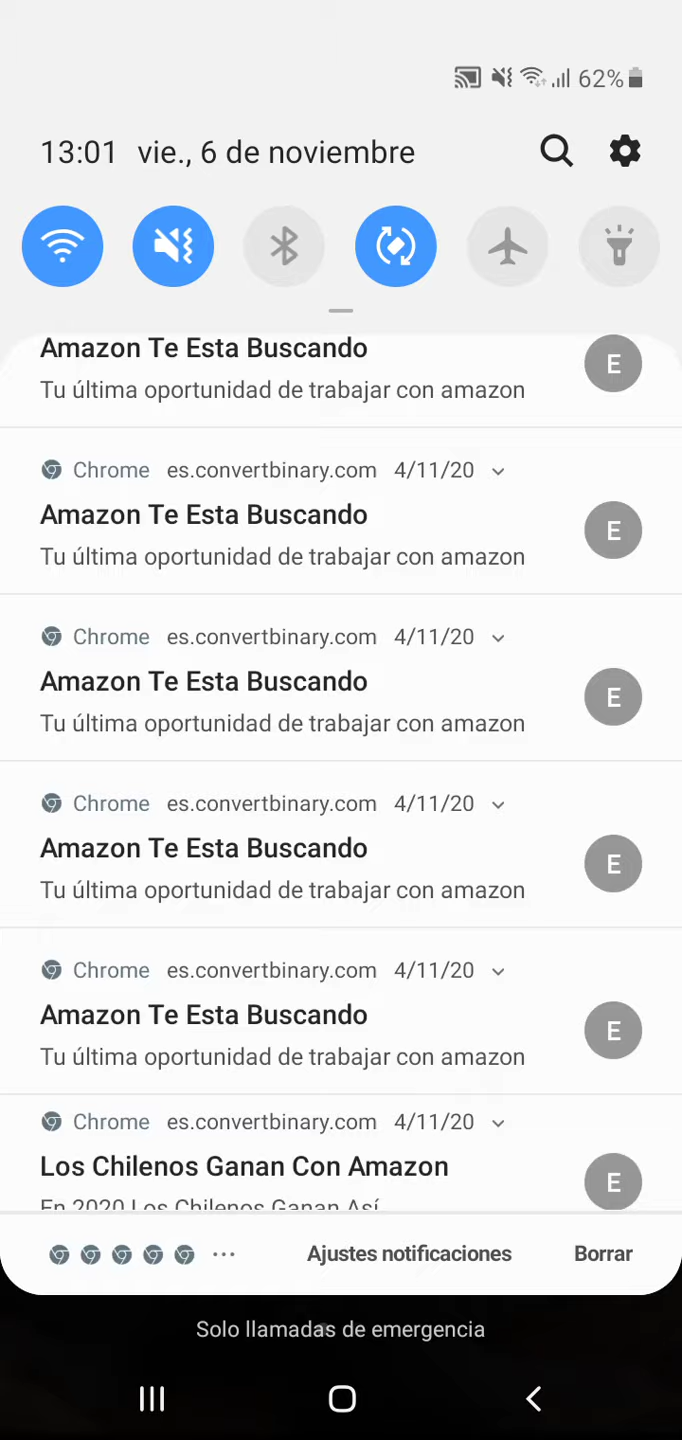 62%
13:01 vie., 6 de noviembre
Amazon Te Esta Buscando
E
Tu última oportunidad de trabajar con amazon
Chrome es.convertbinary.com 4/11/20
Amazon Te Esta Buscando
E
Tu última oportunidad de trabajar con amazon
Chrome es.convertbinary.com 4/11/20
Amazon Te Esta Buscando
E
Tu última oportunidad de trabajar con amazon
Chrome es.convertbinary.com 4/11/20
Amazon Te Esta Buscando
E
Tu última oportunidad de trabajar con amazon
Chrome es.convertbinary.com 4/11/20
Amazon Te Esta Buscando
E
Tu última oportunidad de trabajar con amazon
Chrome es.convertbinary.com 4/11/20
Los Chilenos Ganan Con Amazon
E
En 2020 Los Chilenos Ganan Así
Ajustes notificaciones Borrar
Solo llamadas de emergencia